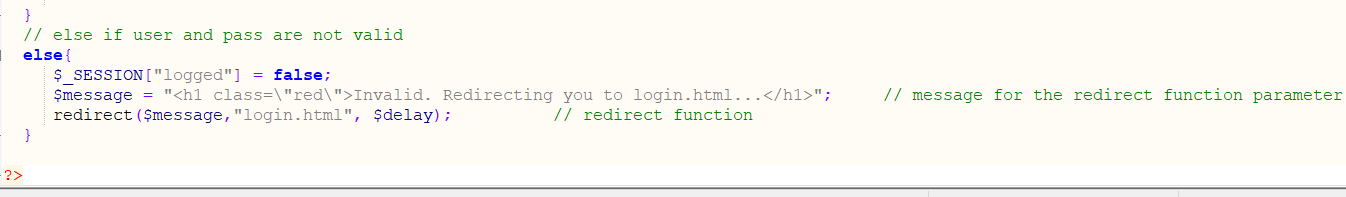 }
// else if user and pass are not valid
else{
$_SESSION["logged"] = false;
$message = "<h1 class=\"red\">Invalid. Redirecting you to login.html...</h1>"; // message for the redirect function parameter
redirect($message,"login.html", $delay); // redirect function
}
?>